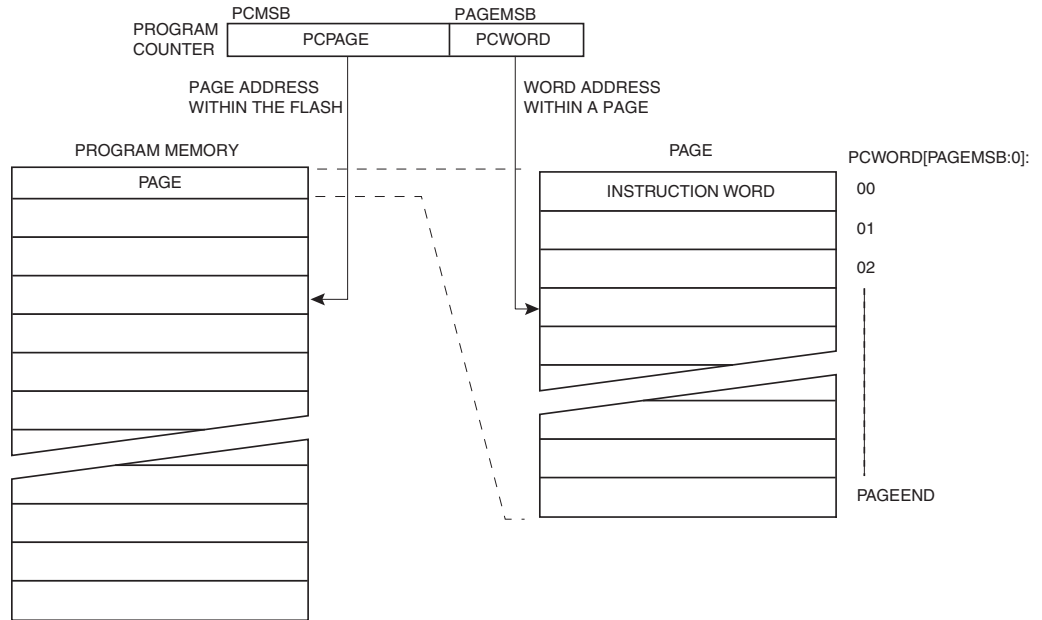 PCMSB
PAGEMSB
PROGRAM
COUNTER
PCPAGE
PCWORD
PAGE ADDRESS
WITHIN THE FLASH
WORD ADDRESS
WITHIN A PAGE
PROGRAM MEMORY
PAGE
PAGE
INSTRUCTION WORD
PCWORD[PAGEMSB:0]:
00
01
02
PAGEEND